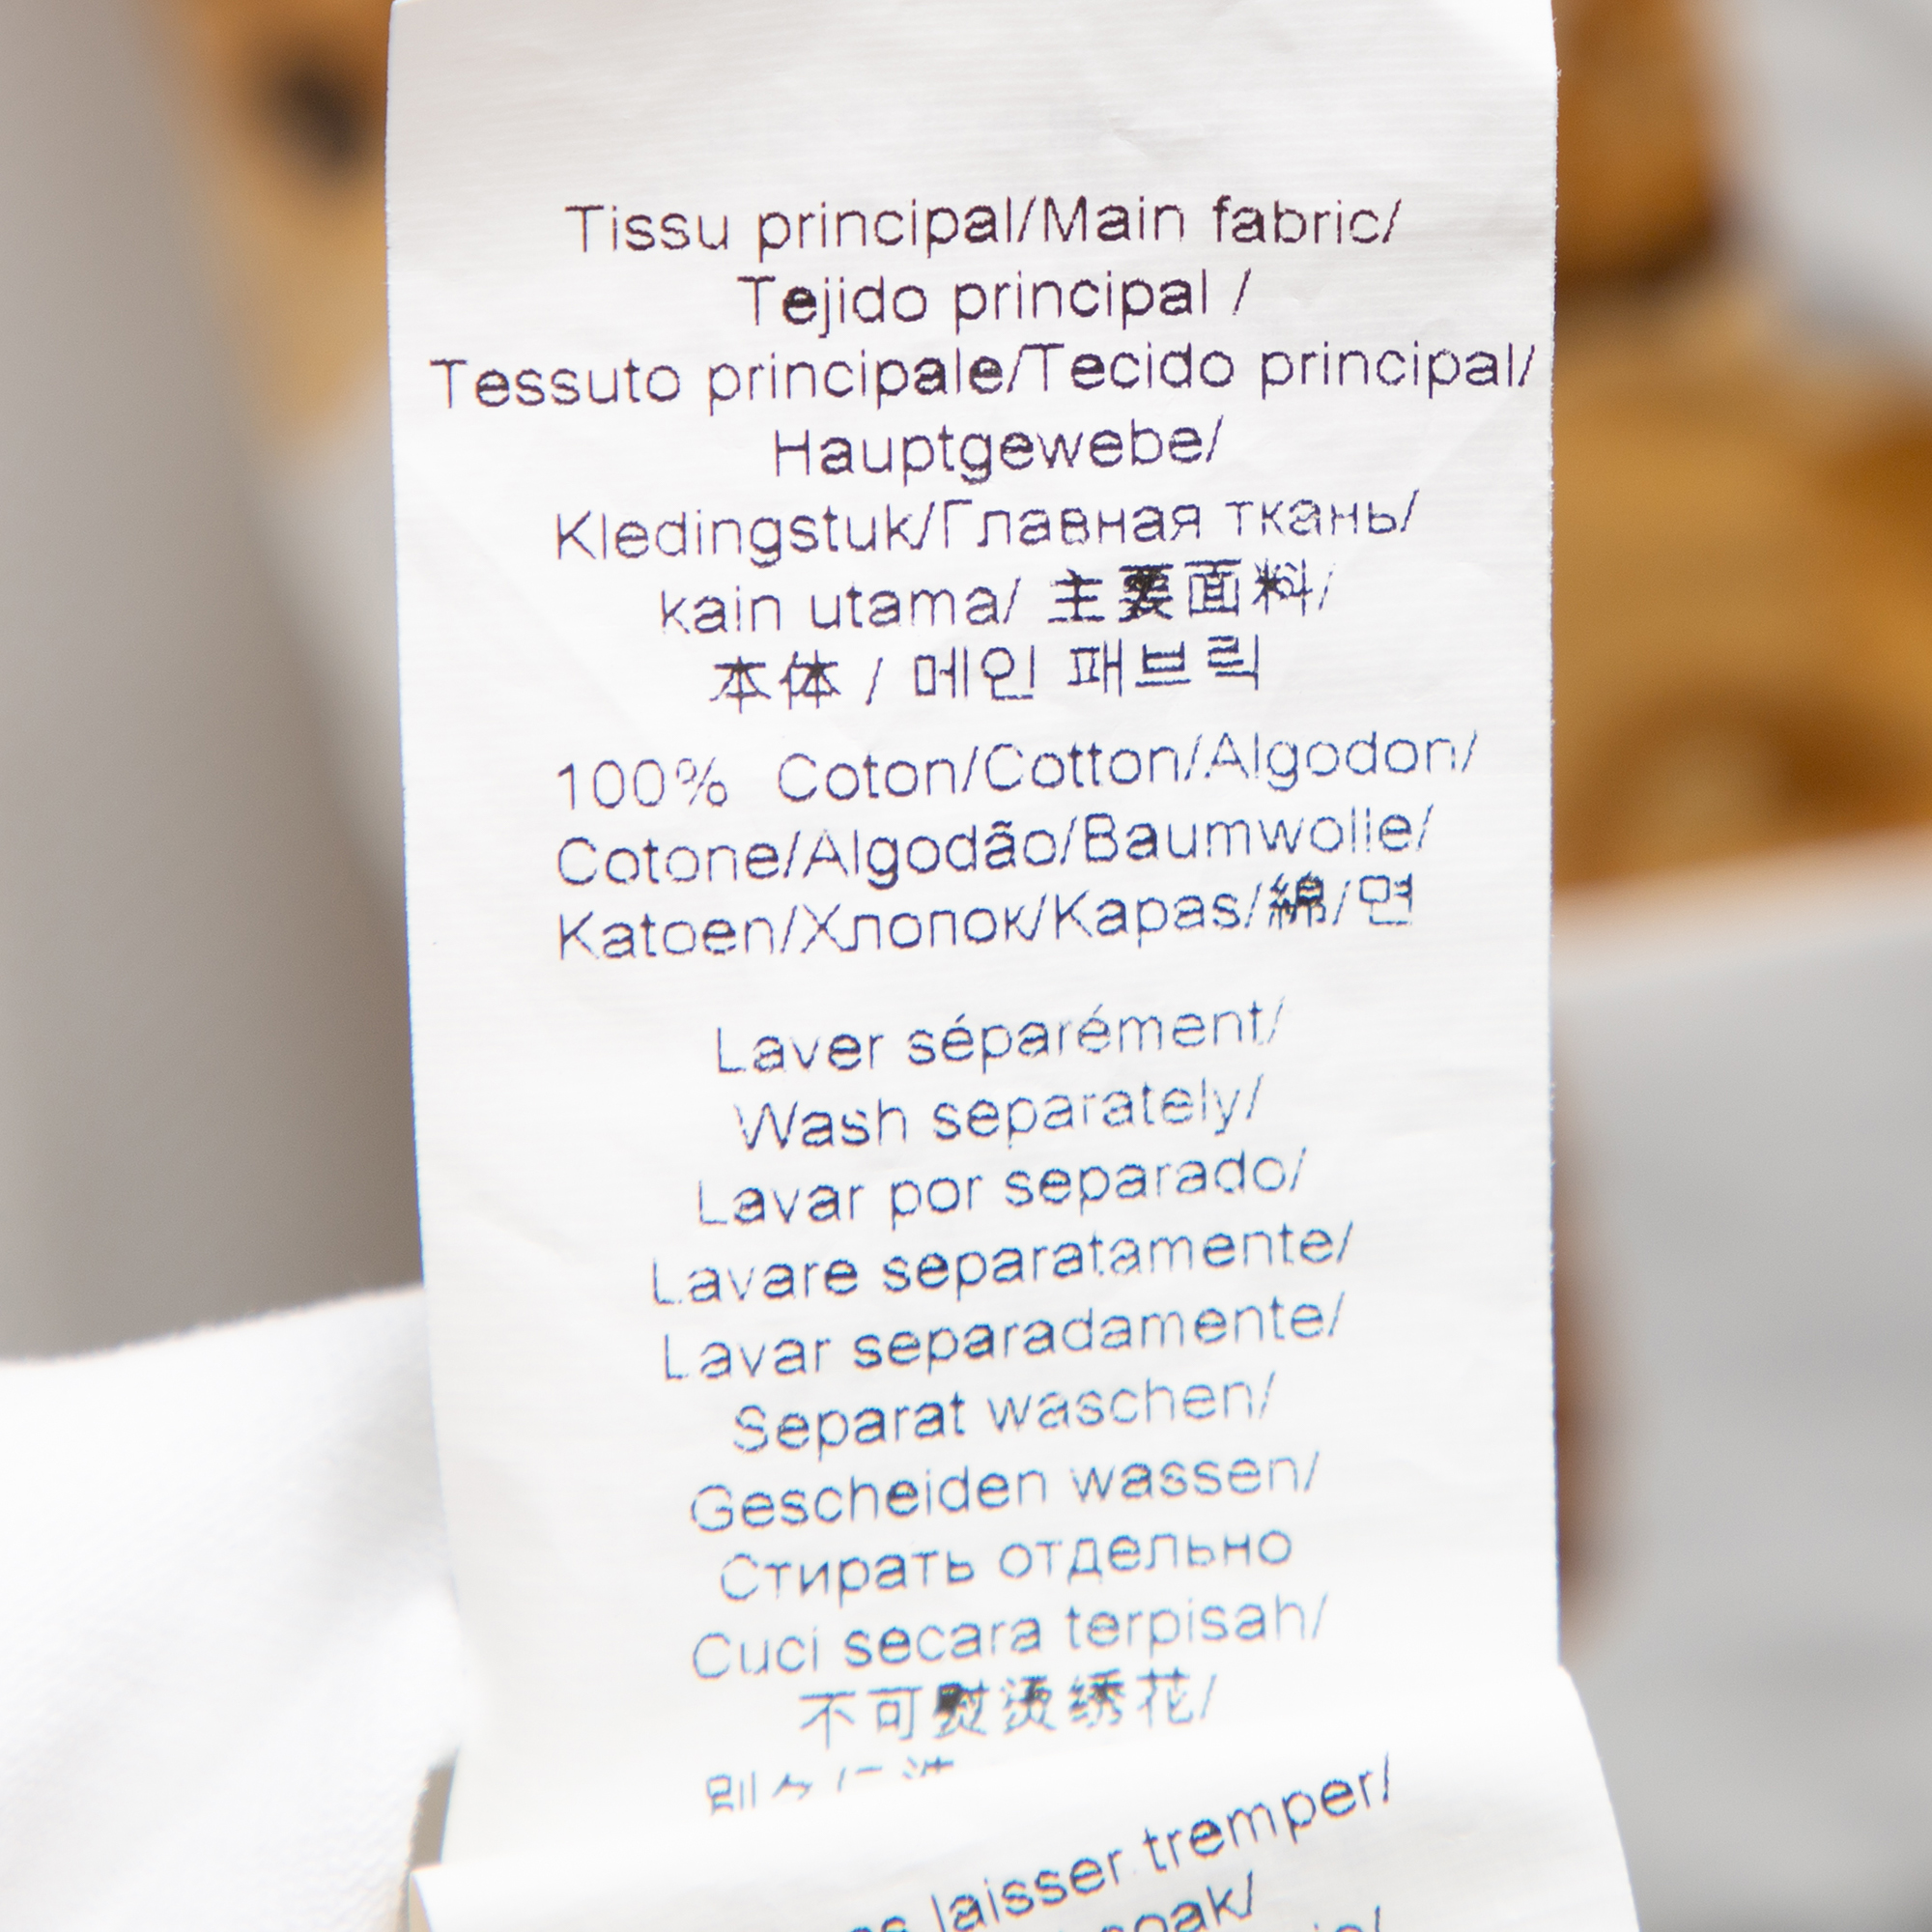 Tissu principal/Main fabric/
Tejido principal /
Tessuto principale/Tecido principal/
Hauptgewebe/
Kledingstuk/Главная ткань/
kain utama/ 主要面料/
本体 / 메인 패브릭
100% Coton/Cotton/Algodon/
Cotone/Algodão/Baumwolle/
Katoen/Хлопок/Kapas/綿/면
Laver séparément/
Wash separately/
Lavar por separado/
Lavare separatamente/
Lavar separadamente/
Separat waschen/
Gescheiden wassen/
Стирать отдельно
Cuci secara terpisah/
不可熨烫绣花/
laisser tremper/
soak/